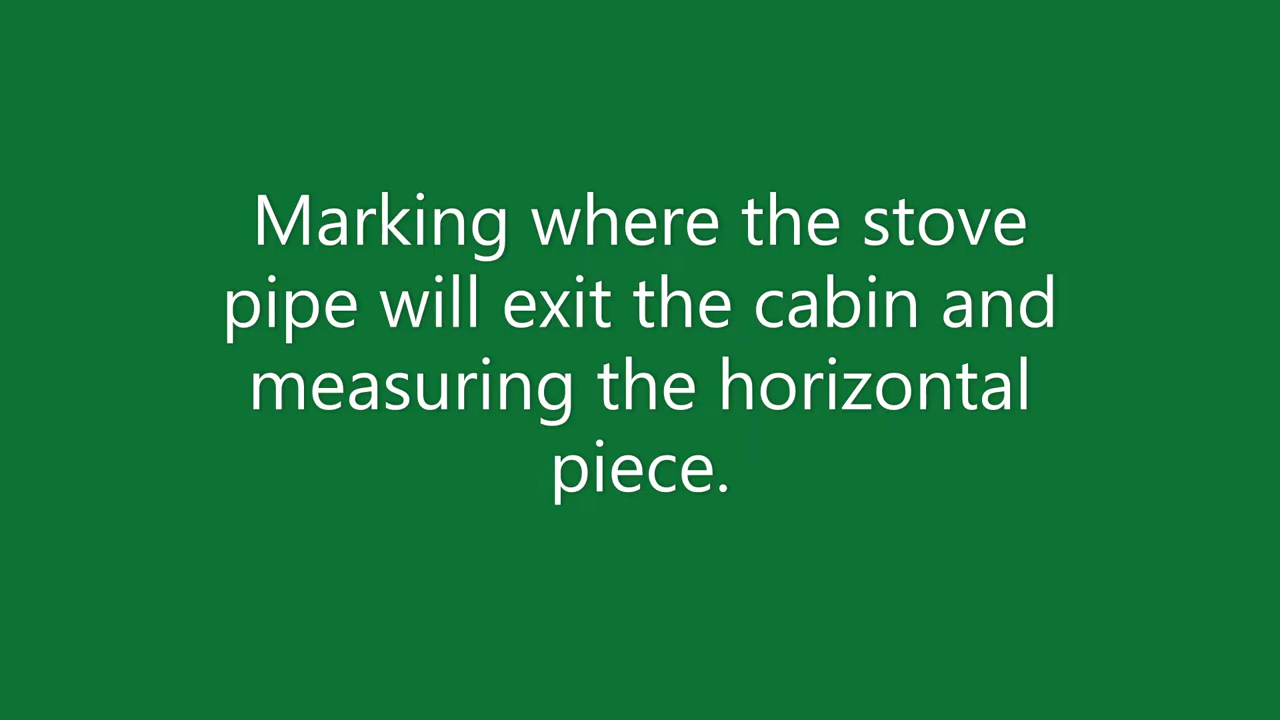 Marking where the stove
pipe will exit the cabin and
measuring the horizontal
piece.